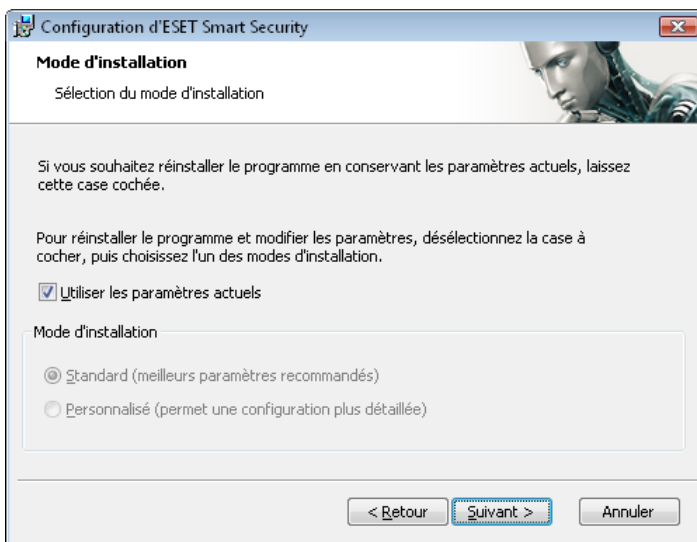 Configuration d'ESET Smart Security
Mode d'installation
Sélection du mode d'installation
Si vous souhaitez réinstaller le programme en conservant les paramètres actuels, laissez
cette case cochée.
Pour réinstaller le programme et modifier les paramètres, désélectionnez la case à
cocher, puis choisissez l'un des modes d'installation.
Utiliser les paramètres actuels
Mode d'installation
Standard (meilleurs paramètres recommandés)
Personnalisé (permet une configuration plus détaillée)
< Retour Suivant > Annuler